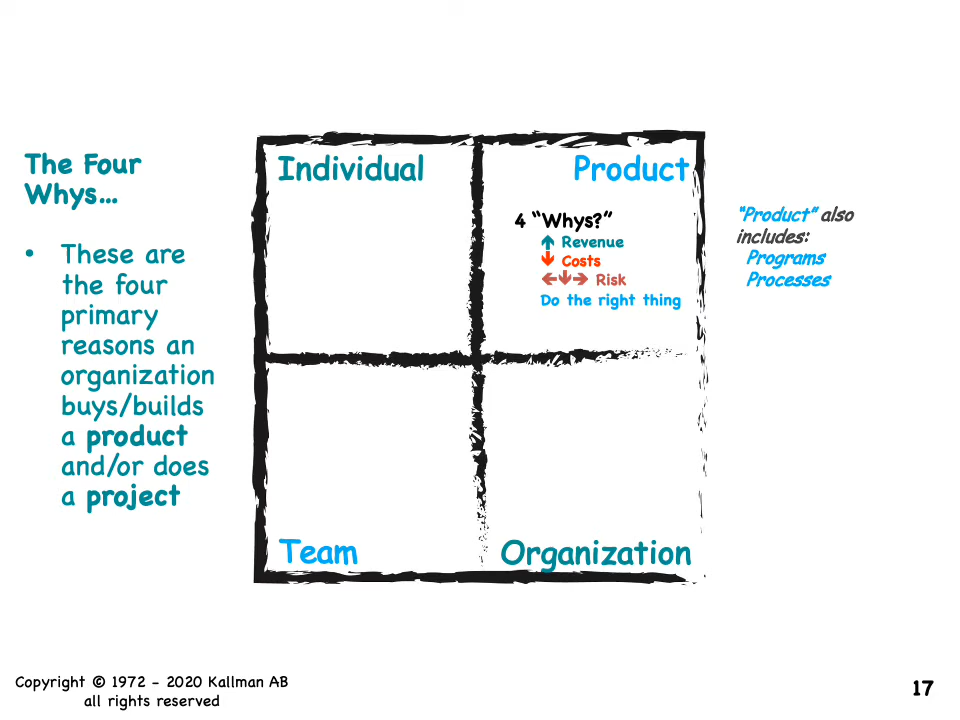 The Four
Whys...
• These are
the four
primary
reasons an
organization
buys/builds
a product
and/or does
a project
Individual
Product
4 “Whys?”
Revenue
Costs
Risk
Do the right thing
Team
Organization
“Product” also
includes:
Programs
Processes
Copyright © 1972 - 2020 Kallman AB
all rights reserved
17